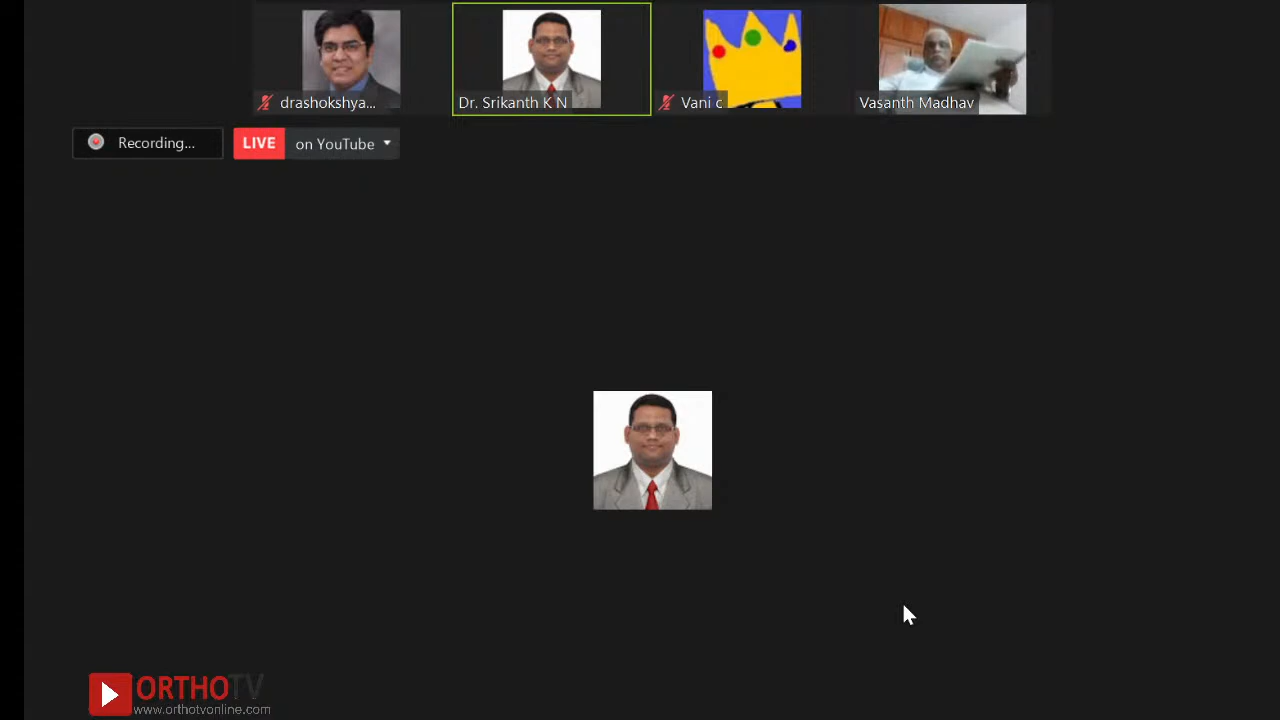 drashokshya...
Dr. Srikanth K N
Vani c
Vasanth Madhav
Recording...
LIVE on YouTube
ORTHOTV
www.orthotvonline.com